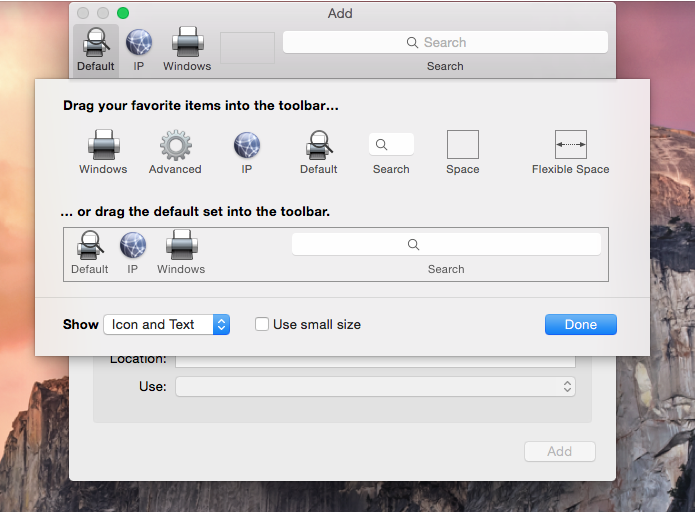 Add
Search
Default IP Windows Search
Drag your favorite items into the toolbar...
Windows Advanced IP Default Search Space Flexible Space
... or drag the default set into the toolbar.
Default IP Windows Search
Show Icon and Text Use small size Done
Location:
Use:
Add